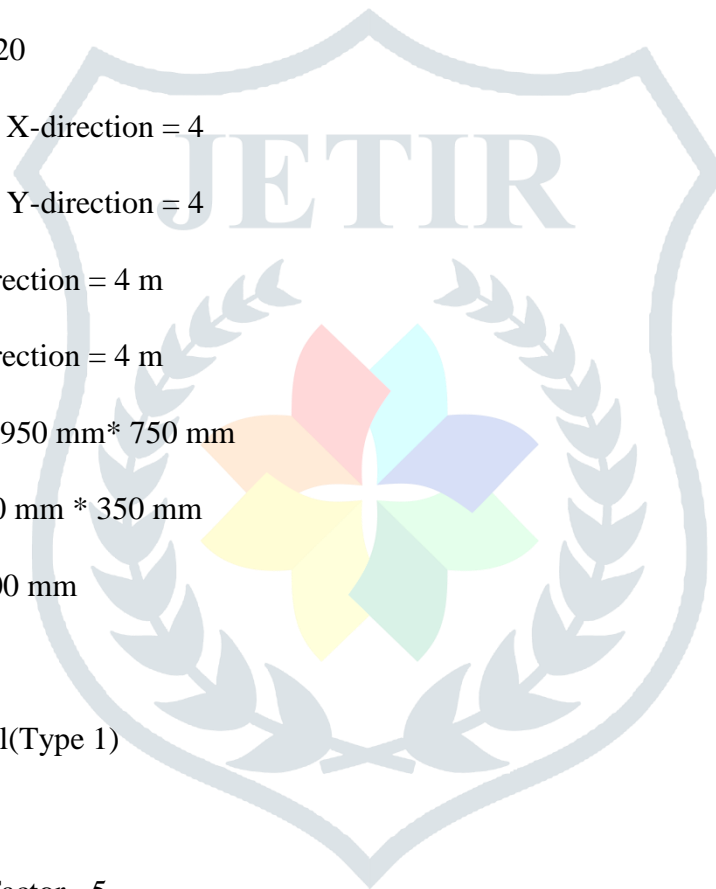 20
X-direction = 4
JETIR
Y-direction = 4
rection = 4 m
rection = 4 m
950 mm* 750 mm
0 mm * 350 mm
00 mm
l(Type 1)